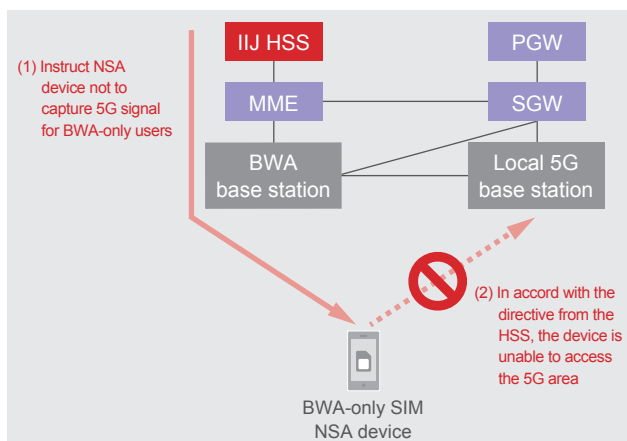 IIJ HSS
PGW
(1) Instruct NSA
device not to
capture 5G signal
for BWA-only users
MME
SGW
BWA
base station
Local 5G
base station
(2) In accord with the
directive from the
HSS, the device is
unable to access
the 5G area
BWA-only SIM
NSA device